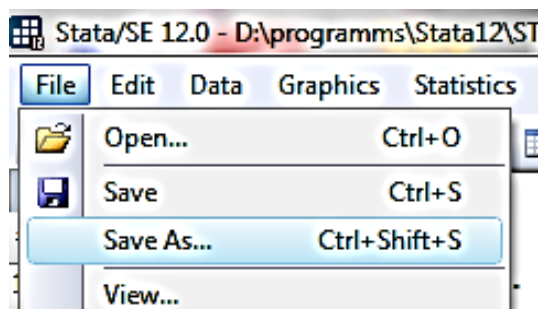 Stata/SE 12.0 - D:\programms\Stata12\ST
File Edit Data Graphics Statistics
Open... Ctrl+O
Save Ctrl+S
Save As... Ctrl+Shift+S
View...